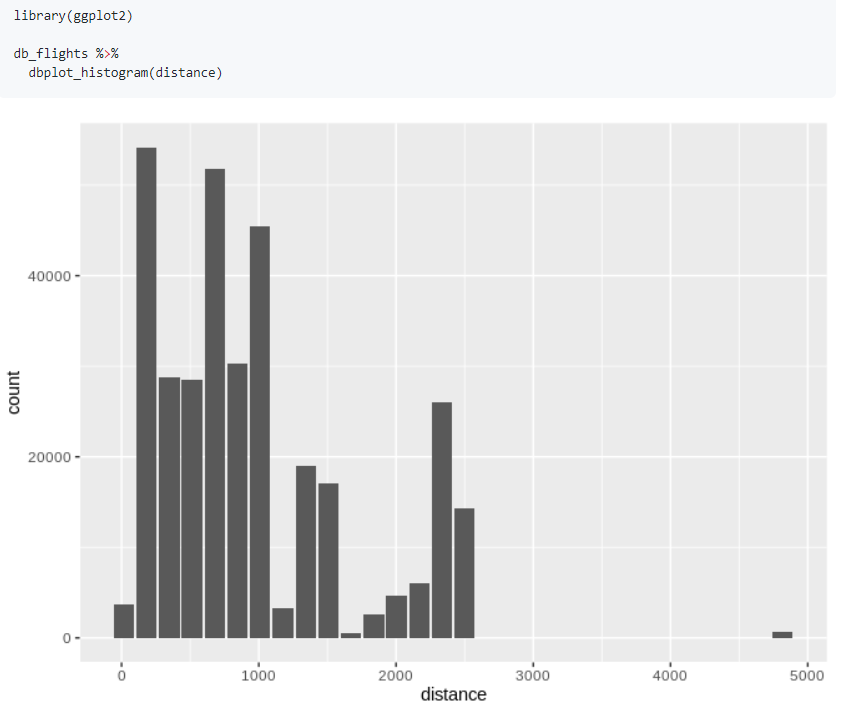 library(ggplot2)
db_flights %>%
dbplot_histogram(distance)
40000
20000
0
count
0 1000 2000 3000 4000 5000
distance